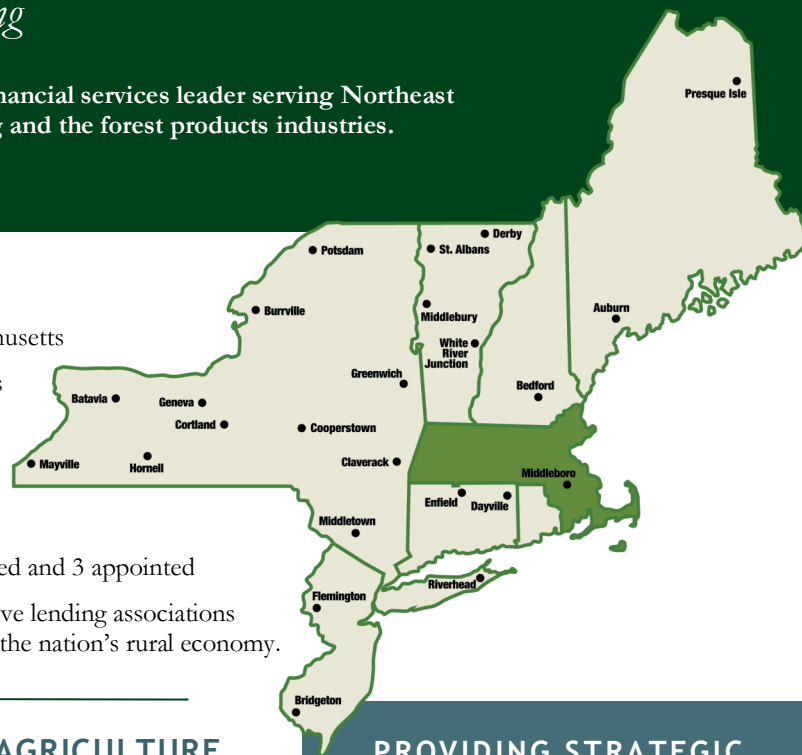 ng
nancial services leader serving Northeast
g and the forest products industries.
Presque Isle
Derby
Potsdam
St. Albans
Burrville
Middlebury
Auburn
White
River
Junction
Greenwich
Bedford
Batavia
Geneva
Cortland
Cooperstown
Mayville
Hornell
Claverack
Middleboro
Enfield
Dayville
Middletown
Flemington
Riverhead
Bridgeton
usetts
s
ed and 3 appointed
ve lending associations
the nation's rural economy.
AGRICULTURE
PROVIDING STRATEGIC